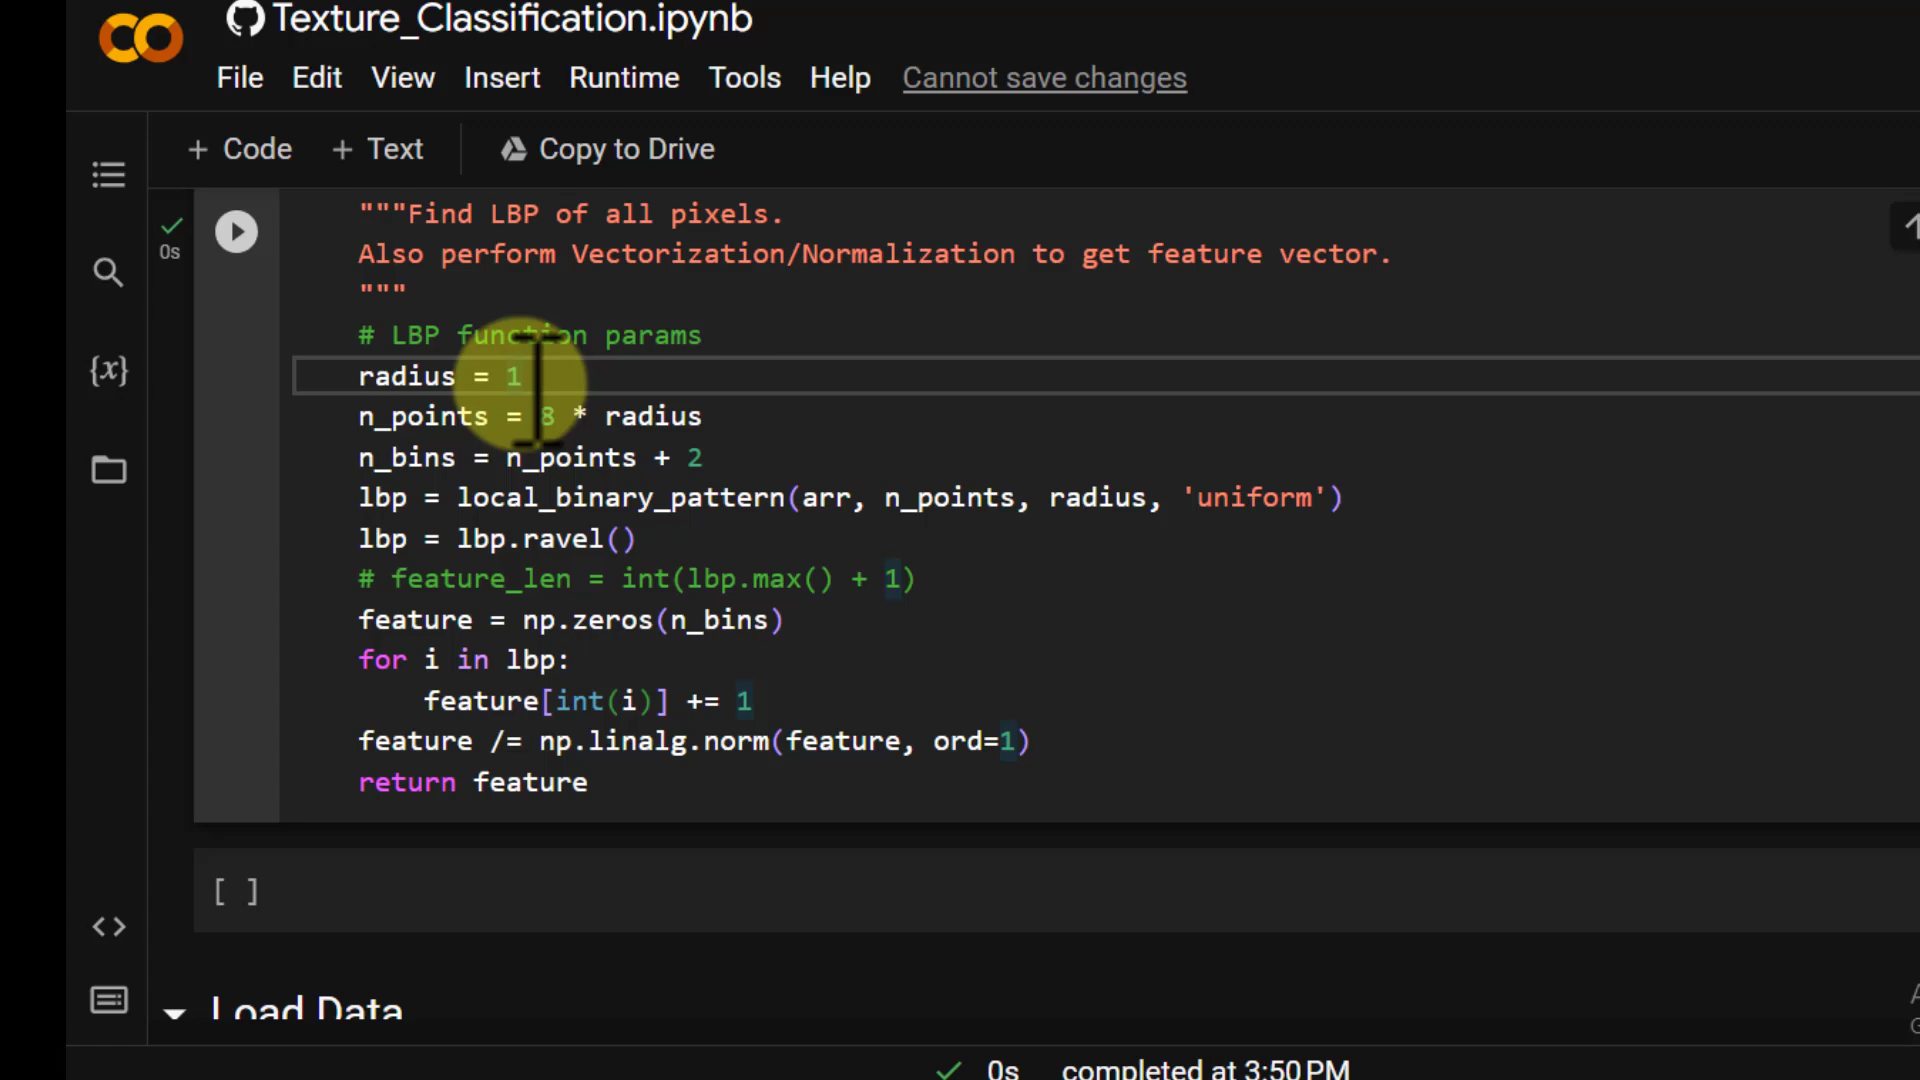 Texture_Classification.ipynb
File Edit View Insert Runtime Tools Help Cannot save changes
+ Code + Text Copy to Drive
0s
"""Find LBP of all pixels.
Also perform Vectorization/Normalization to get feature vector.
"""
# LBP function params
radius = 1
n_points = 8 * radius
n_bins = n_points + 2
lbp = local_binary_pattern(arr, n_points, radius, 'uniform')
lbp = lbp.ravel()
# feature_len = int(lbp.max() + 1)
feature = np.zeros(n_bins)
for i in lbp:
feature[int(i)] += 1
feature /= np.linalg.norm(feature, ord=1)
return feature
[ ]
Load Data
0s completed at 3:50 PM